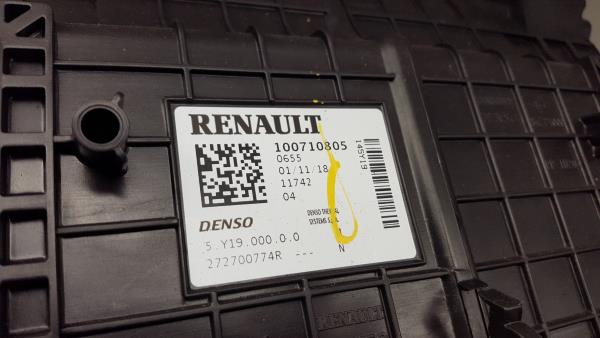 RENAULT
100710805
0655
01/11/18
11742
04
145Y19
DENSO
DENSO THERMAL
SYSTEMS S.
5.Y19.000.0.0
272700774R --- N
RENAULT